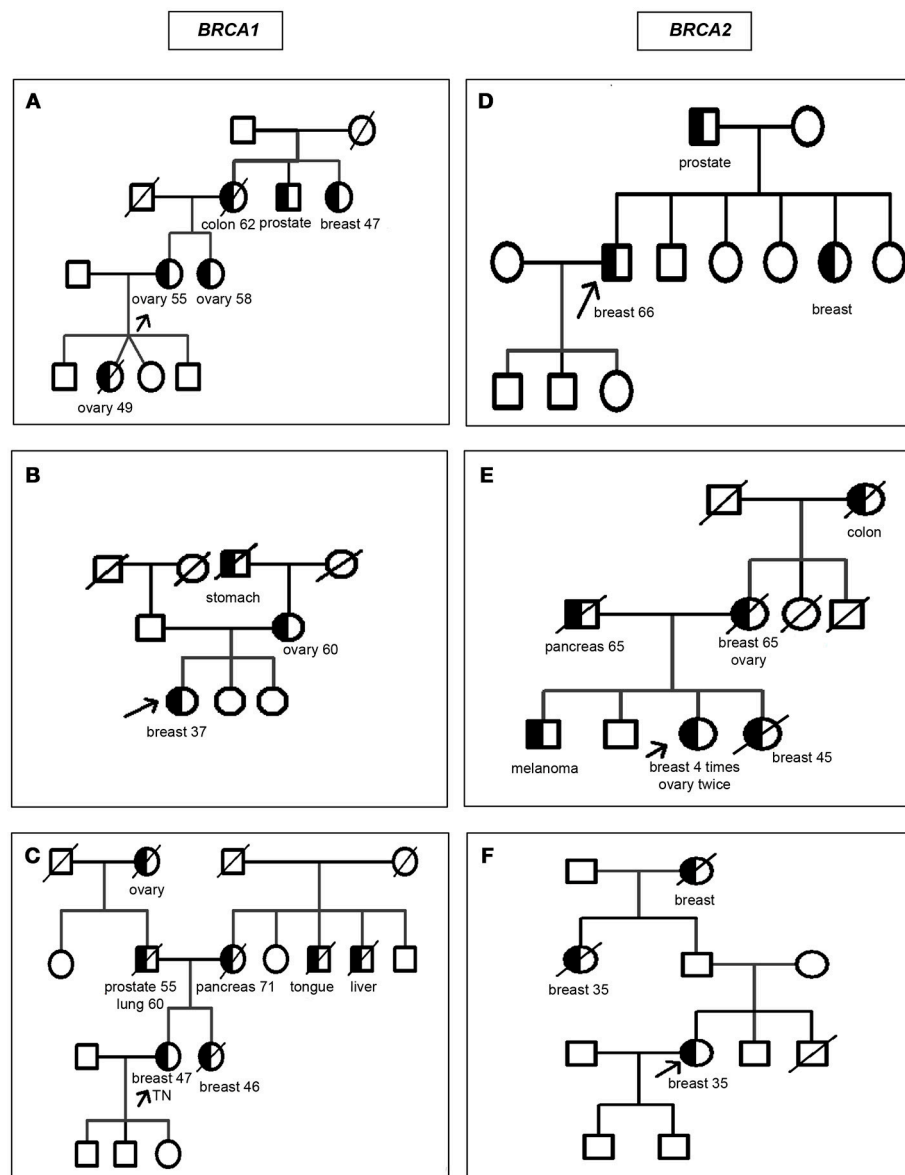 BRCA1
BRCA2
A
colon 62 prostate breast 47
ovary 55 ovary 58
ovary 49
D
prostate
breast 66
breast
B
stomach
ovary 60
breast 37
E
colon
pancreas 65
breast 65
ovary
melanoma
breast 4 times
ovary twice
breast 45
C
ovary
prostate 55
lung 60
pancreas 71
tongue
liver
breast 47
TN
breast 46
F
breast
breast 35
breast 35